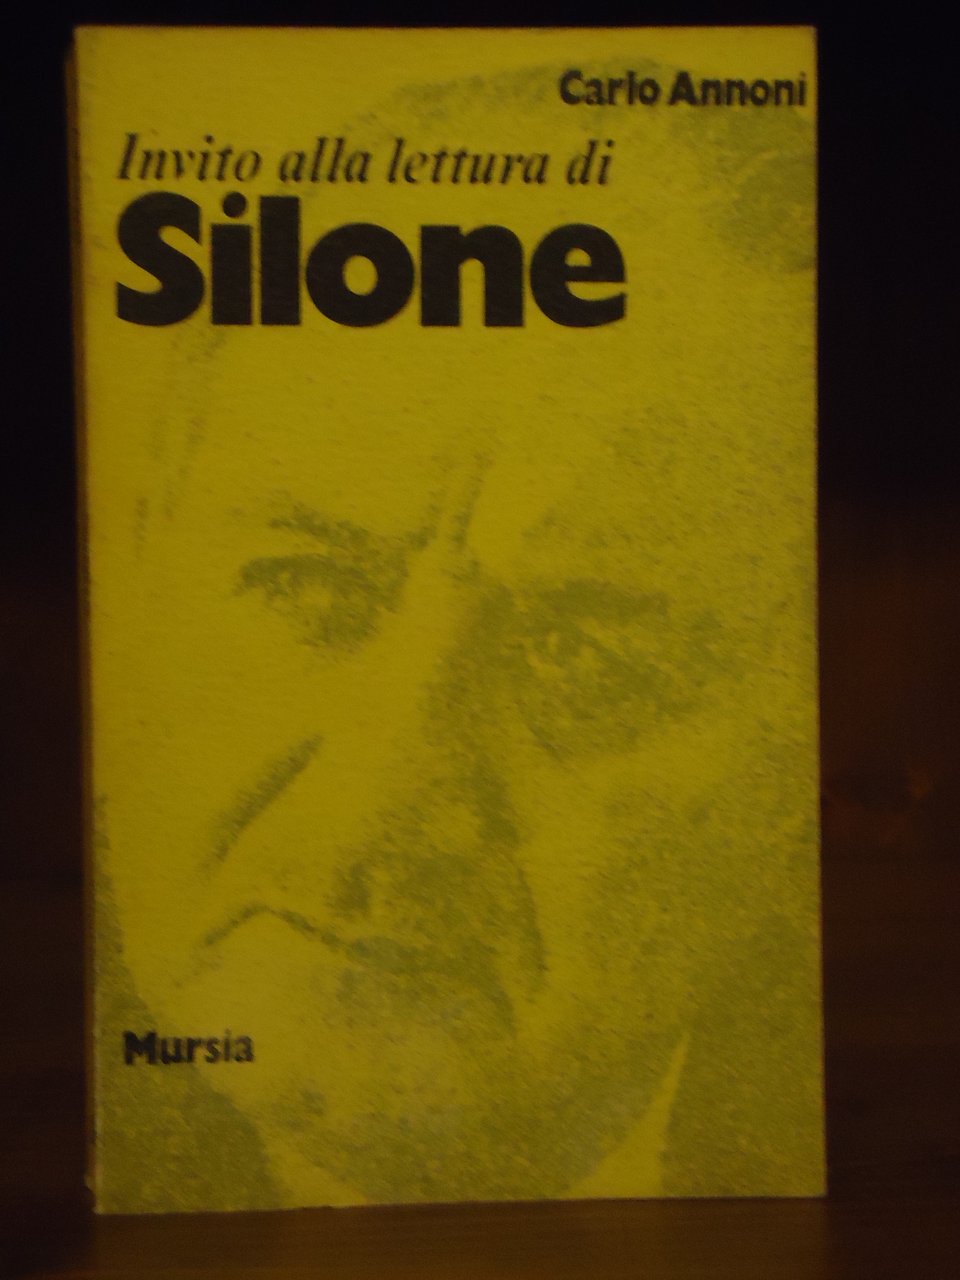 Carlo Annoni
Invito alla lettura di
Silone
Mursia